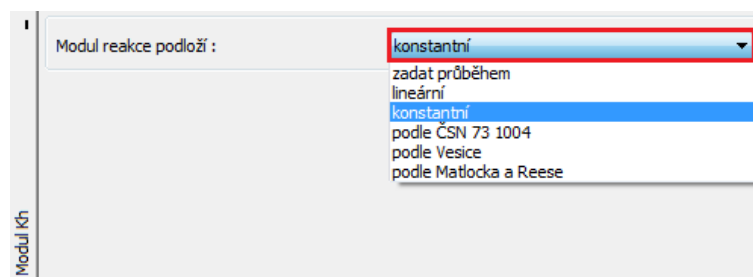 Modul reakce podloží :
konstantní
zadat průběhem
lineární
konstantní
podle ČSN 73 1004
podle Vesice
podle Matlocka a Reese
Modul Kh